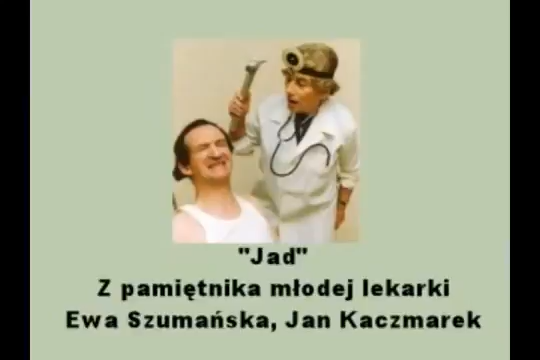 "Jad"
Z pamiętnika młodej lekarki
Ewa Szumańska, Jan Kaczmarek